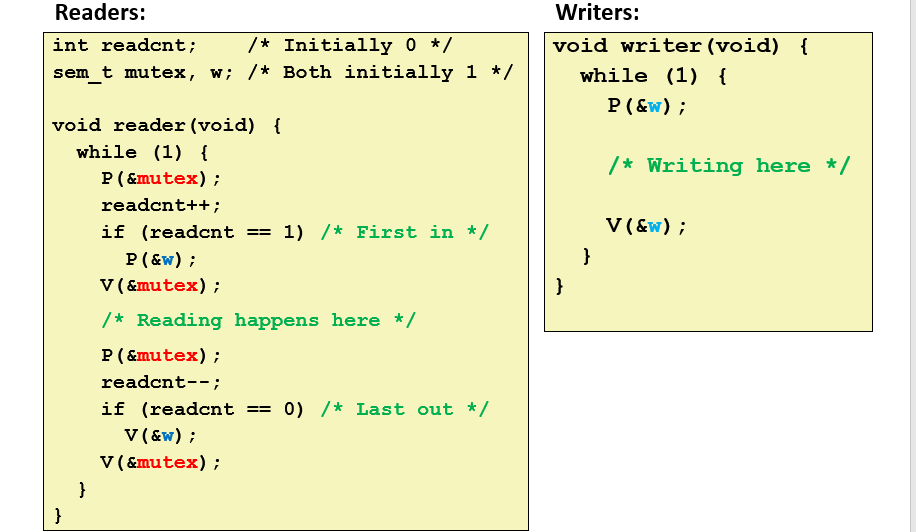 Readers:
int readcnt;    /* Initially 0 */
sem_t mutex, w; /* Both initially 1 */
void reader(void) {
  while (1) {
    P(&mutex);
    readcnt++;
    if (readcnt == 1) /* First in */
      P(&w);
    V(&mutex);
    /* Reading happens here */
    P(&mutex);
    readcnt--;
    if (readcnt == 0) /* Last out */
      V(&w);
    V(&mutex);
  }
}
Writers:
void writer(void) {
  while (1) {
    P(&w);
    /* Writing here */
    V(&w);
  }
}